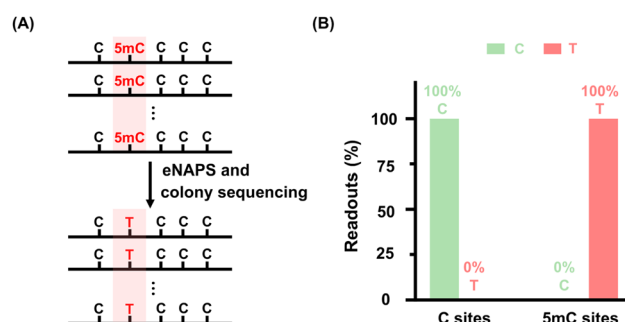 (A)
C 5mC C C C
C 5mC C C C
⋮
C 5mC C C C
eNAPS and
colony sequencing
C T C C C
C T C C C
⋮
C T C C C
(B)
C T
100%
C
100%
T
100
75
50
25
0
0%
T
0%
C
Readouts (%)
C sites 5mC sites